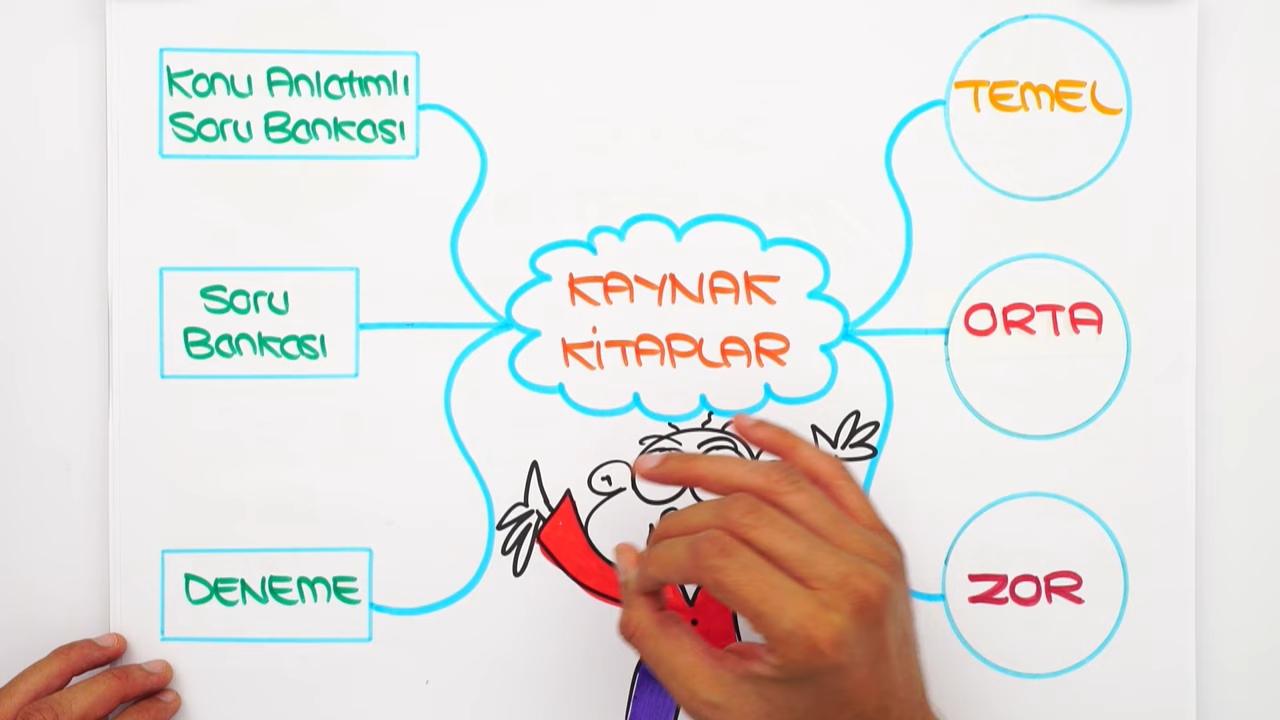 Konu Anlatımlı
Soru Bankası
Soru
Bankası
DENEME
KAYNAK
KİTAPLAR
TEMEL
ORTA
ZOR